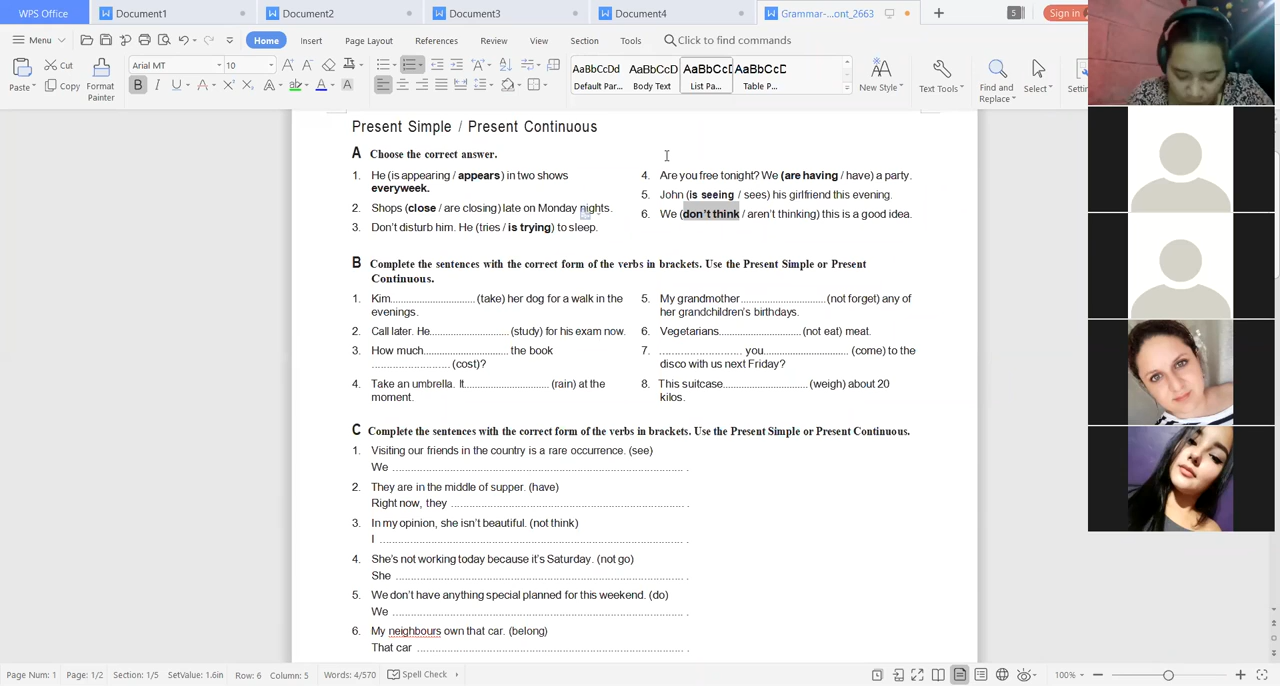 WPS Office
Document1
Document2
Document3
Document4
Grammar-...ont_2663
S
Sign in
Menu
Home
Insert
Page Layout
References
Review
View
Section
Tools
Click to find commands
Paste
Cut
Copy
Format
Painter
Arial MT
10
AaBbCcDd
Default Par...
AaBbCcD
Body Text
AaBbCcI
List Pa...
AaBbCcD
Table P...
New Style
Text Tools
Find and
Replace
Select
Present Simple / Present Continuous
A Choose the correct answer.
1. He (is appearing / appears) in two shows
everyweek.
2. Shops (close / are closing) late on Monday nights.
3. Don't disturb him. He (tries / is trying) to sleep.
4. Are you free tonight? We (are having / have) a party.
5. John (is seeing / sees) his girlfriend this evening.
6. We (don't think / aren't thinking) this is a good idea.
B Complete the sentences with the correct form of the verbs in brackets. Use the Present Simple or Present
Continuous.
1. Kim.............................. (take) her dog for a walk in the
evenings.
2. Call later. He............................ (study) for his exam now.
3. How much.............................. the book
............................ (cost)?
4. Take an umbrella. It.............................. (rain) at the
moment.
5. My grandmother .............................. (not forget) any of
her grandchildren's birthdays.
6. Vegetarians............................. (not eat) meat.
7. .............................. you.............................. (come) to the
disco with us next Friday?
8. This suitcase.............................. (weigh) about 20
kilos.
C Complete the sentences with the correct form of the verbs in brackets. Use the Present Simple or Present Continuous.
1. Visiting our friends in the country is a rare occurrence. (see)
We ........................................................................ .
2. They are in the middle of supper. (have)
Right now, they ........................................................................ .
3. In my opinion, she isn't beautiful. (not think)
I ........................................................................ .
4. She's not working today because it's Saturday. (not go)
She ........................................................................ .
5. We don't have anything special planned for this weekend. (do)
We ........................................................................ .
6. My neighbours own that car. (belong)
That car ........................................................................ .
Page Num: 1
Page: 1/2
Section: 1/5
SetValue: 1.6in
Row: 6
Column: 5
Words: 4/570
Spell Check
100%